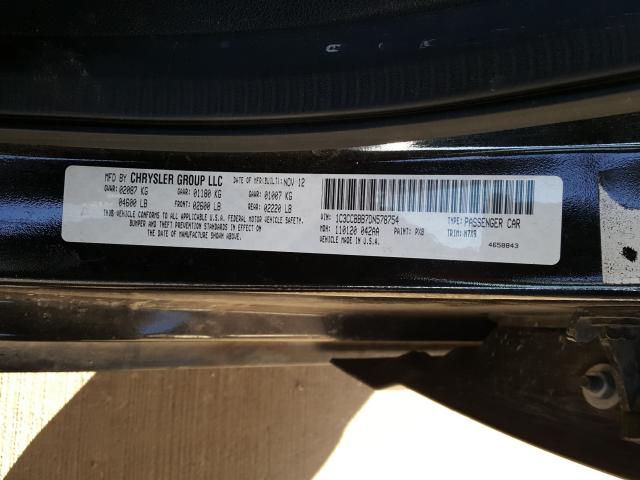 MFD BY CHRYSLER GROUP LLC DATE OF MFR(BUILT): NOV 12
GVWR: 02087 KG GAWR: 01180 KG GAWR: 01007 KG
04600 LB FRONT: 02600 LB REAR: 02220 LB
THIS VEHICLE CONFORMS TO ALL APPLICABLE U.S.A. FEDERAL MOTOR VEHICLE SAFETY,
BUMPER AND THEFT PREVENTION STANDARDS IN EFFECT ON
THE DATE OF MANUFACTURE SHOWN ABOVE.
VIN: 1C3CCBBB7DN578754 TYPE: PASSENGER CAR
MDH: 110120 042AA PAINT: PX8 TRIM: M7X9
VEHICLE MADE IN U.S.A. 4658843